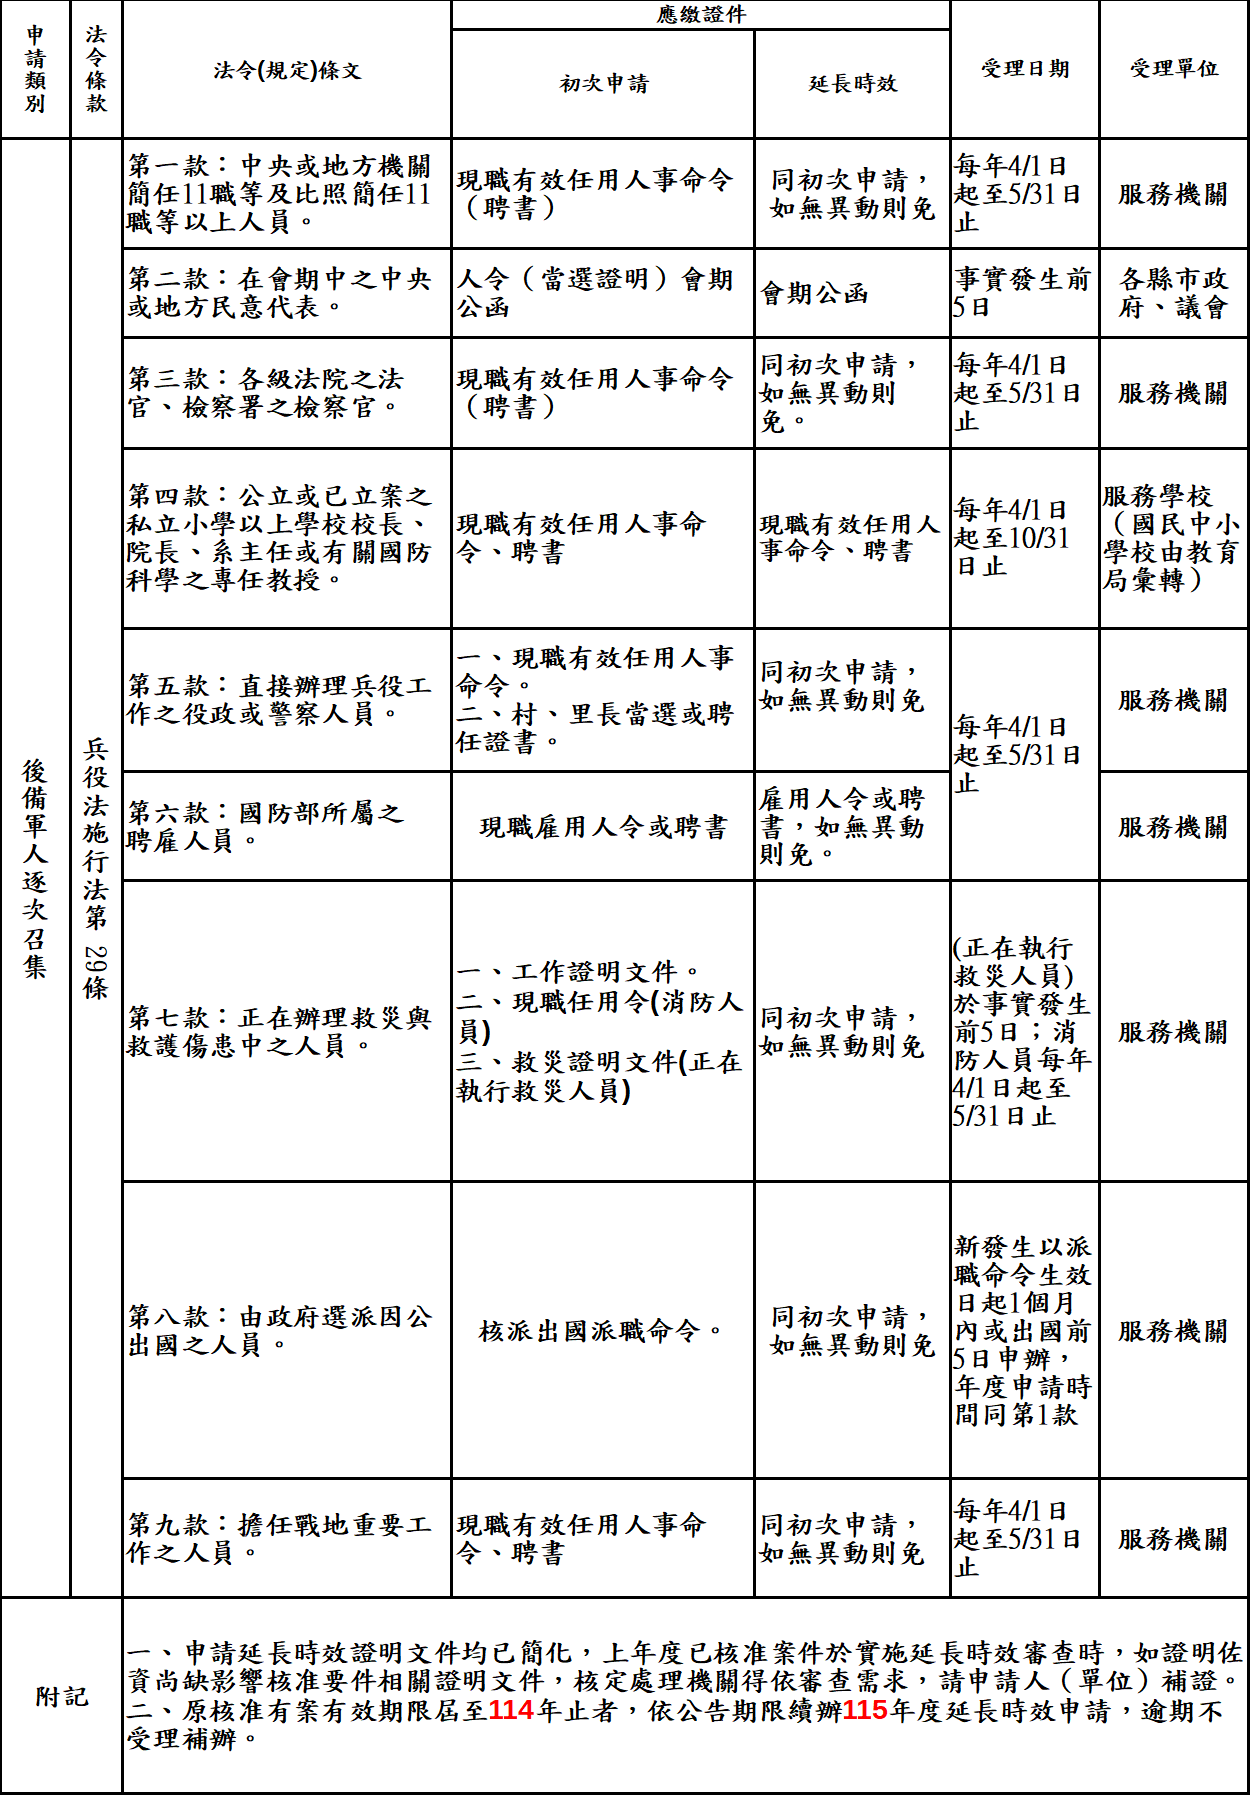 申請類別
法令條款
法令(規定)條文
應繳證件
初次申請
延長時效
受理日期
受理單位
後備軍人逐次召集
兵役法施行法第29條
第一款：中央或地方機關
簡任11職等及比照簡任11
職等以上人員。
現職有效任用人事命令
（聘書）
同初次申請，
如無異動則免
每年4/1日
起至5/31日
止
服務機關
第二款：在會期中之中央
或地方民意代表。
人令（當選證明）會期
公函
會期公函
事實發生前
5日
各縣市政
府、議會
第三款：各級法院之法
官、檢察署之檢察官。
現職有效任用人事命令
（聘書）
同初次申請，
如無異動則
免。
每年4/1日
起至5/31日
止
服務機關
第四款：公立或已立案之
私立小學以上學校校長、
院長、系主任或有關國防
科學之專任教授。
現職有效任用人事命
令、聘書
現職有效任用人
事命令、聘書
每年4/1日
起至10/31
日止
服務學校
（國民中小
學校由教育
局彙轉）
第五款：直接辦理兵役工
作之役政或警察人員。
一、現職有效任用人事
命令。
二、村、里長當選或聘
任證書。
同初次申請，
如無異動則免
每年4/1日
起至5/31日
止
服務機關
第六款：國防部所屬之
聘雇人員。
現職雇用人令或聘書
雇用人令或聘
書，如無異動
則免。
服務機關
第七款：正在辦理救災與
救護傷患中之人員。
一、工作證明文件。
二、現職任用令(消防人
員)
三、救災證明文件(正在
執行救災人員)
同初次申請，
如無異動則免
(正在執行
救災人員)
於事實發生
前5日；消
防人員每年
4/1日起至
5/31日止
服務機關
第八款：由政府選派因公
出國之人員。
核派出國派職命令。
同初次申請，
如無異動則免
新發生以派
職命令生效
日起1個月
內或出國前
5日申辦，
年度申請時
間同第1款
服務機關
第九款：擔任戰地重要工
作之人員。
現職有效任用人事命
令、聘書
同初次申請，
如無異動則免
每年4/1日
起至5/31日
止
服務機關
附記
一、申請延長時效證明文件均已簡化，上年度已核准案件於實施延長時效審查時，如證明佐
資尚缺影響核准要件相關證明文件，核定處理機關得依審查需求，請申請人（單位）補證。
二、原核准有案有效期限屆至114年止者，依公告期限續辦115年度延長時效申請，逾期不
受理補辦。